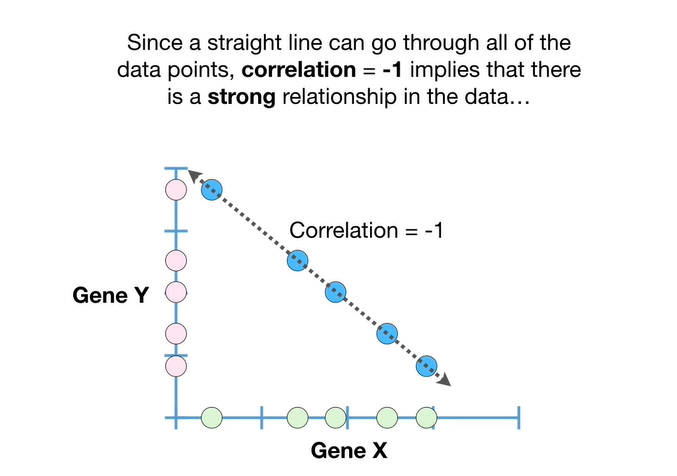 Since a straight line can go through all of the
data points, correlation = -1 implies that there
is a strong relationship in the data…
Correlation = -1
Gene Y
Gene X